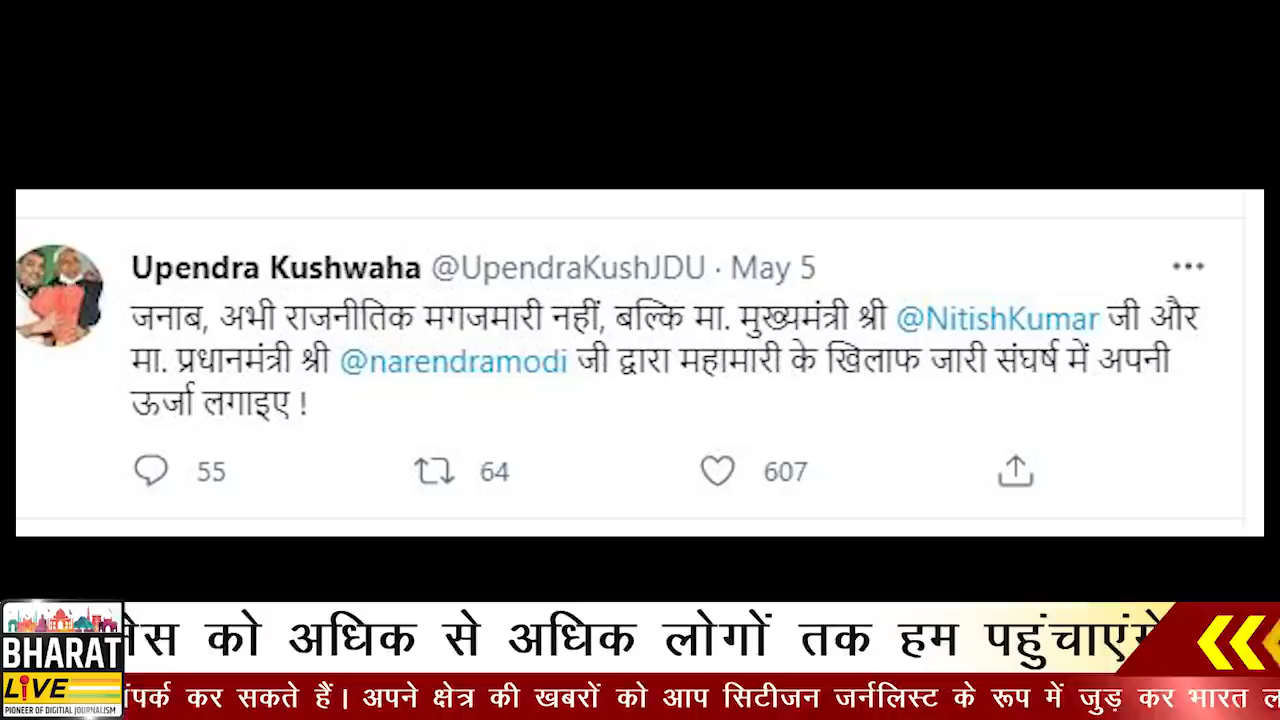 Upendra Kushwaha @UpendraKushJDU · May 5
जनाब, अभी राजनीतिक मगजमारी नहीं, बल्कि मा. मुख्यमंत्री श्री @NitishKumar जी और
मा. प्रधानमंत्री श्री @narendramodi जी द्वारा महामारी के खिलाफ जारी संघर्ष में अपनी
ऊर्जा लगाइए !
55 64 607
को अधिक से अधिक लोगों तक हम पहुंचाएंगे
BHARAT
LIVE
PIONEER OF DIGITIAL JOURNALISM
कर सकते हैं। अपने क्षेत्र की खबरों को आप सिटीजन जर्नलिस्ट के रूप में जुड़ कर भारत